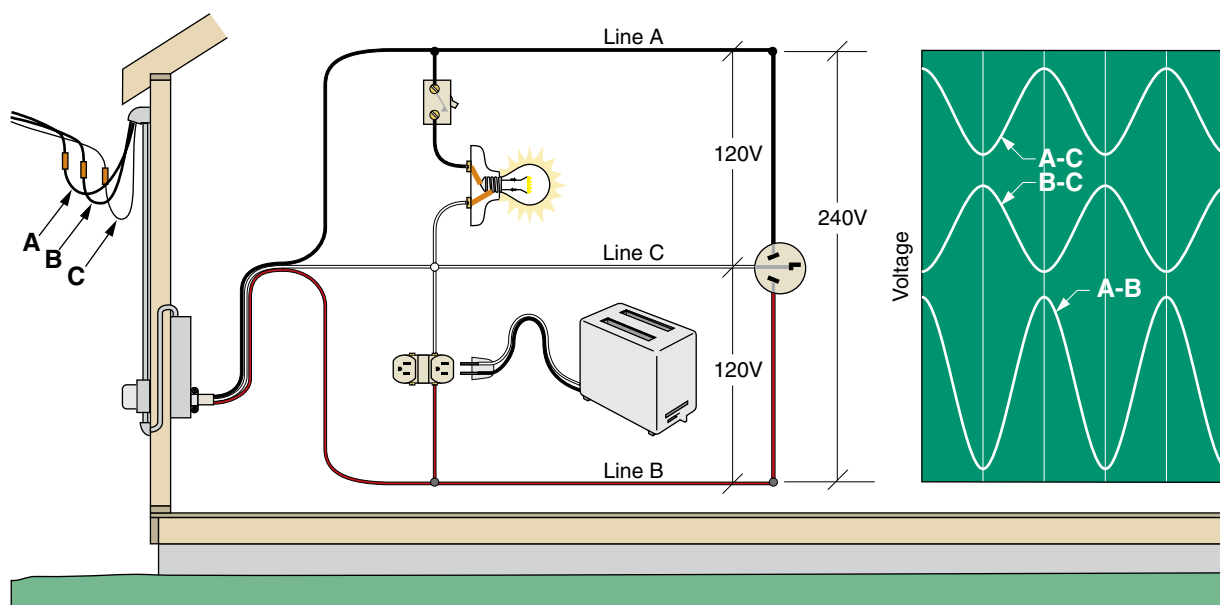 Line A
120V
240V
Line C
120V
Line B
A
B
C
Voltage
A-C
B-C
A-B